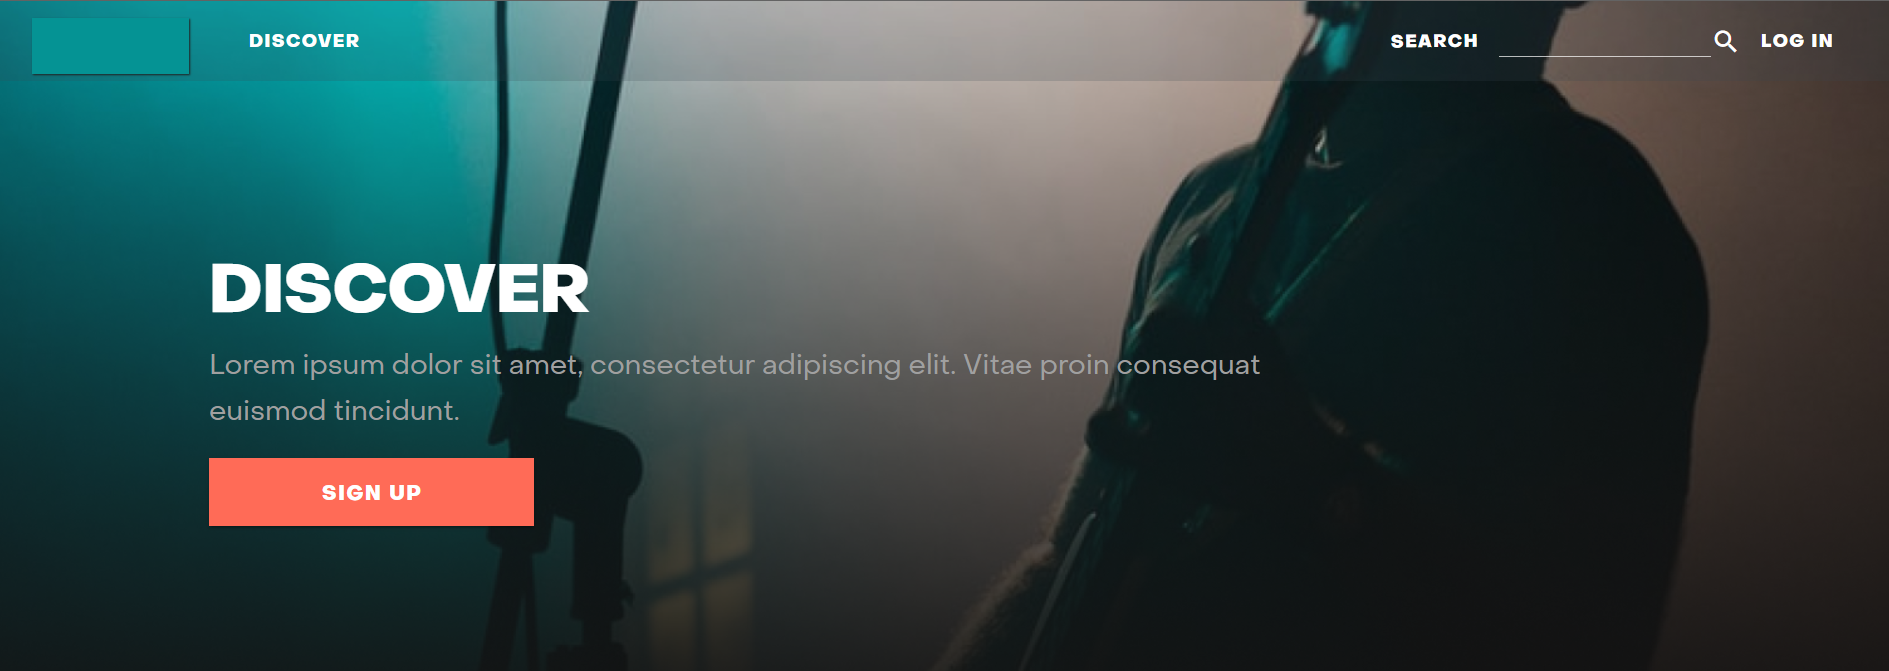 DISCOVER
SEARCH
LOG IN
DISCOVER
Lorem ipsum dolor sit amet, consectetur adipiscing elit. Vitae proin consequat
euismod tincidunt.
SIGN UP